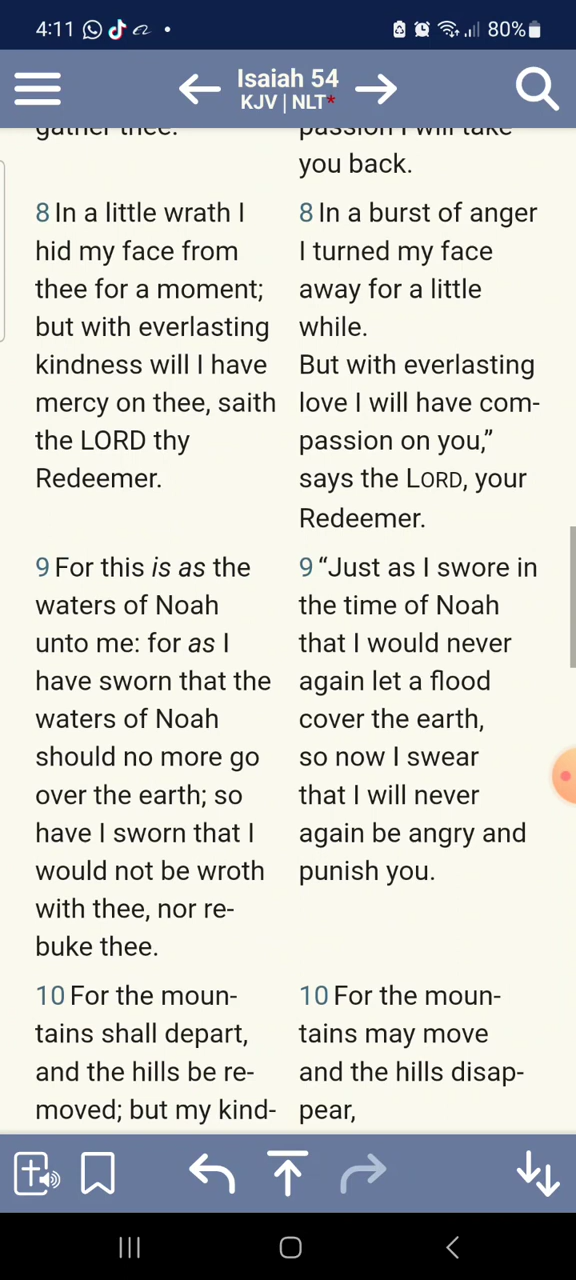 4:11
80%
Isaiah 54
KJV | NLT*
gather thee.
8 In a little wrath I
hid my face from
thee for a moment;
but with everlasting
kindness will I have
mercy on thee, saith
the LORD thy
Redeemer.
9 For this is as the
waters of Noah
unto me: for as I
have sworn that the
waters of Noah
should no more go
over the earth; so
have I sworn that I
would not be wroth
with thee, nor re-
buke thee.
10 For the moun-
tains shall depart,
and the hills be re-
moved; but my kind-
passion I will take
you back.
8 In a burst of anger
I turned my face
away for a little
while.
But with everlasting
love I will have com-
passion on you,”
says the LORD, your
Redeemer.
9 “Just as I swore in
the time of Noah
that I would never
again let a flood
cover the earth,
so now I swear
that I will never
again be angry and
punish you.
10 For the moun-
tains may move
and the hills disap-
pear,